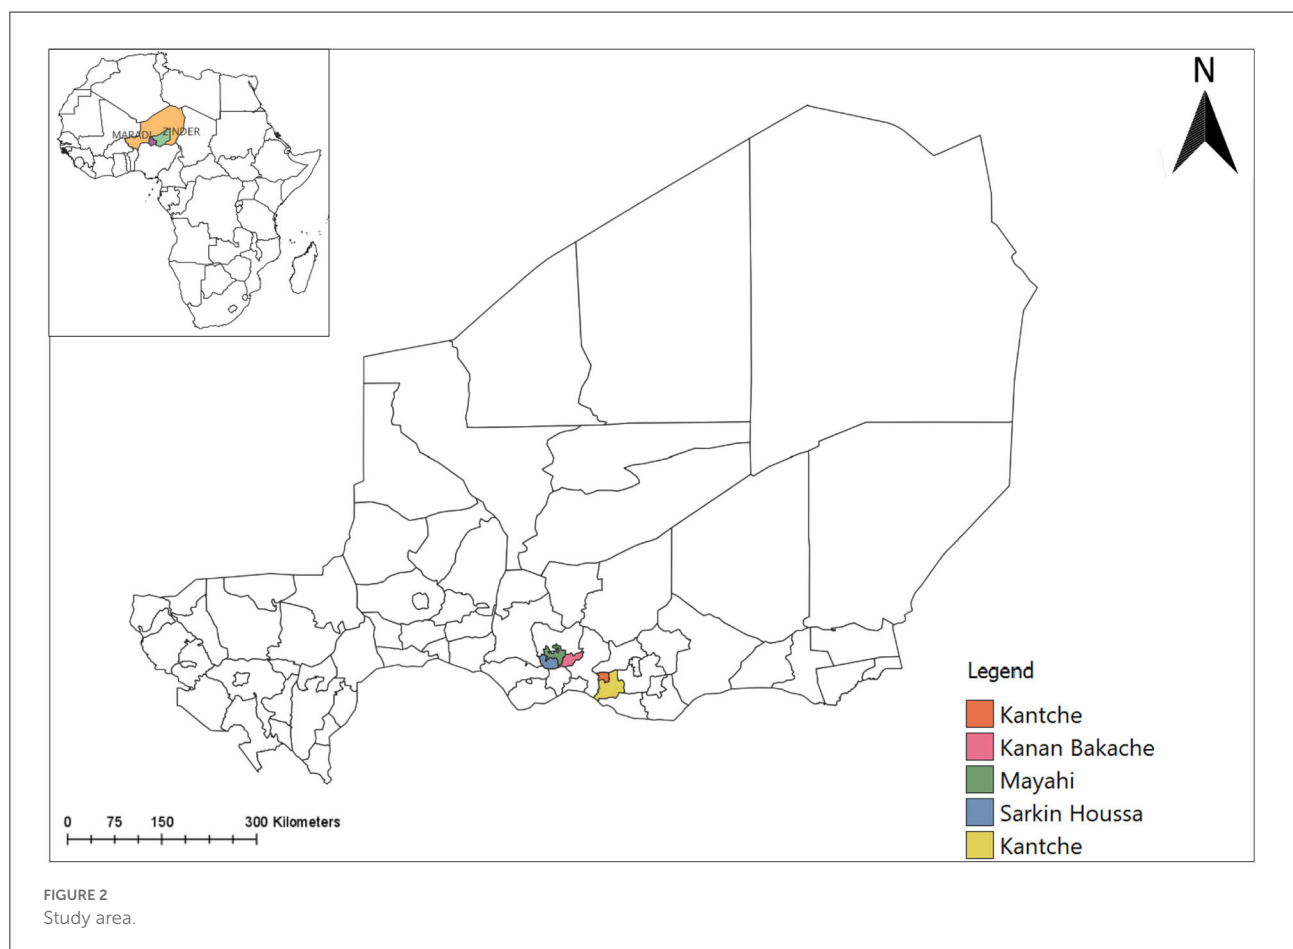 MARADI
ZINDER
N
Legend
Kantche
Kanan Bakache
Mayahi
Sarkin Houssa
Kantche
0 75 150 300 Kilometers
FIGURE 2
Study area.